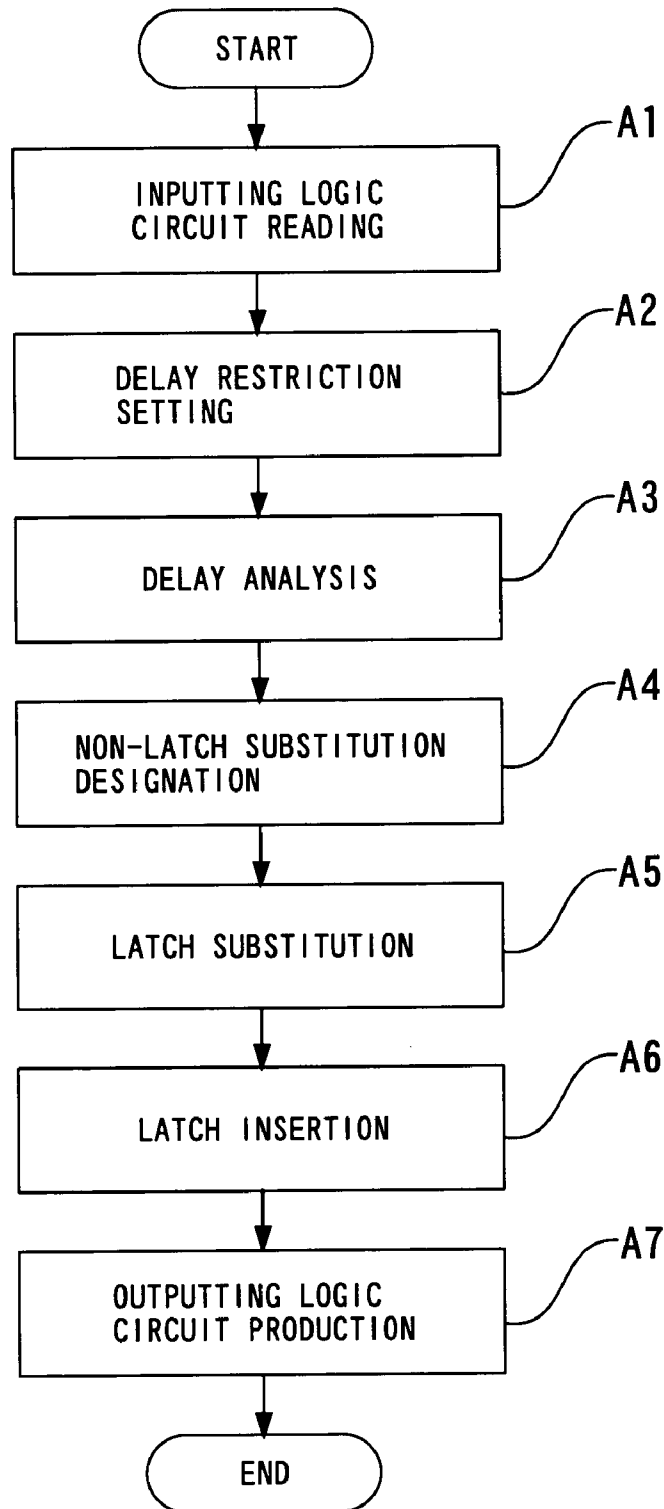 START
A1
INPUTTING LOGIC
CIRCUIT READING
A2
DELAY RESTRICTION
SETTING
A3
DELAY ANALYSIS
A4
NON-LATCH SUBSTITUTION
DESIGNATION
A5
LATCH SUBSTITUTION
A6
LATCH INSERTION
A7
OUTPUTTING LOGIC
CIRCUIT PRODUCTION
END